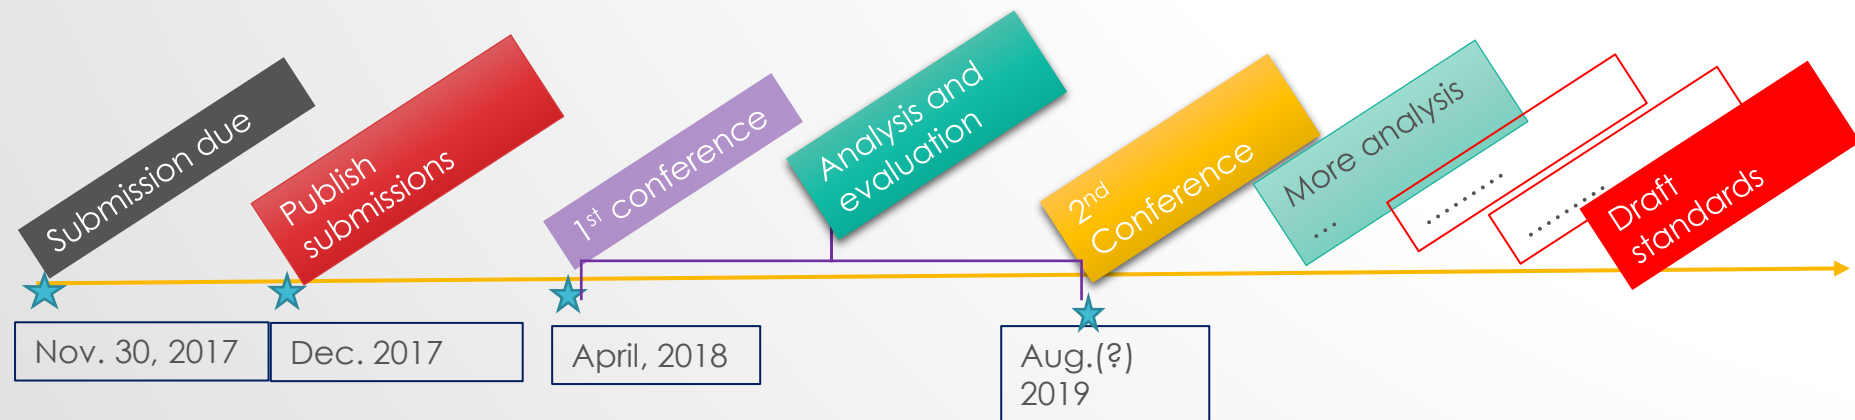 Submission due
Publish
submissions
1st conference
Analysis and
evaluation
2nd
Conference
More analysis
...
.........
.........
Draft
standards
Nov. 30, 2017
Dec. 2017
April, 2018
Aug.(?)
2019